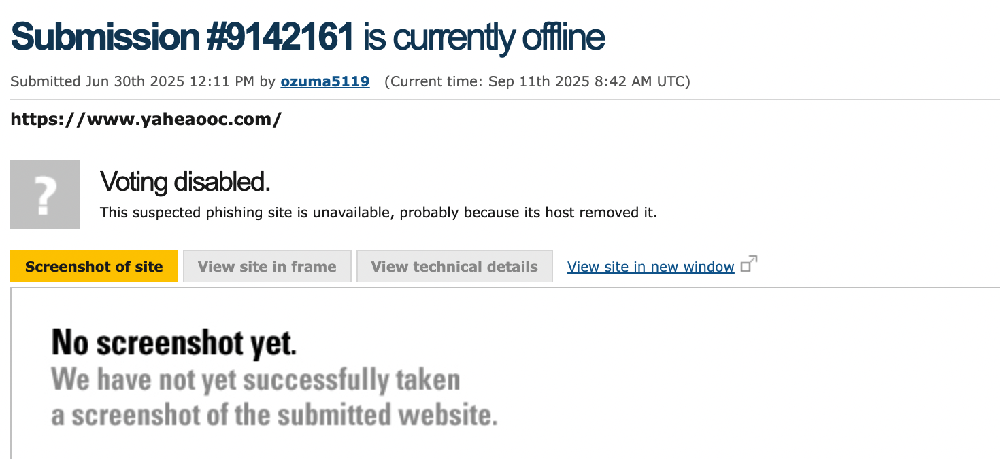 Submission #9142161 is currently offline
Submitted Jun 30th 2025 12:11 PM by ozuma5119 (Current time: Sep 11th 2025 8:42 AM UTC)
https://www.yaheaooc.com/
?
Voting disabled.
This suspected phishing site is unavailable, probably because its host removed it.
Screenshot of site View site in frame View technical details View site in new window
No screenshot yet.
We have not yet successfully taken
a screenshot of the submitted website.